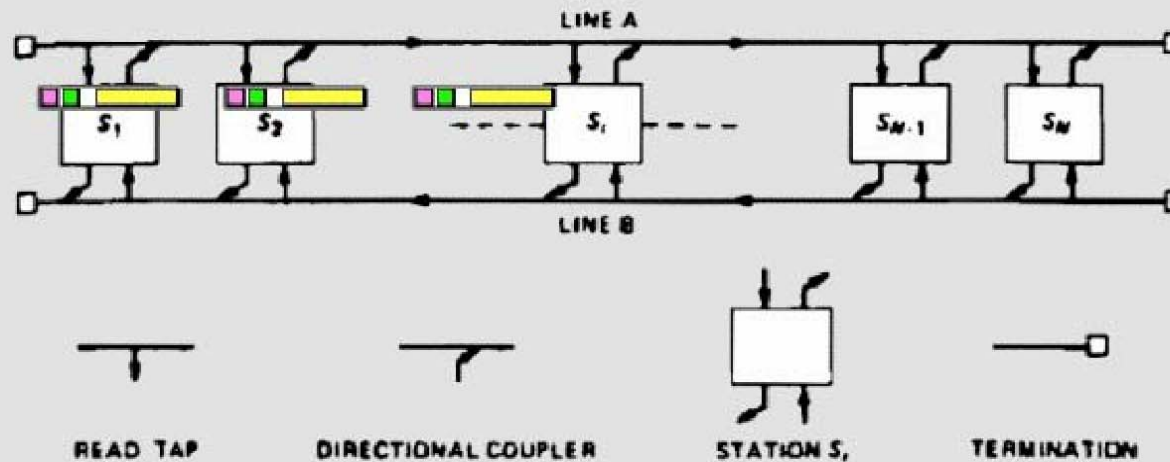 LINE A
S1 S2 Si SN-1 SN
LINE B
READ TAP DIRECTIONAL COUPLER STATION Si TERMINATION